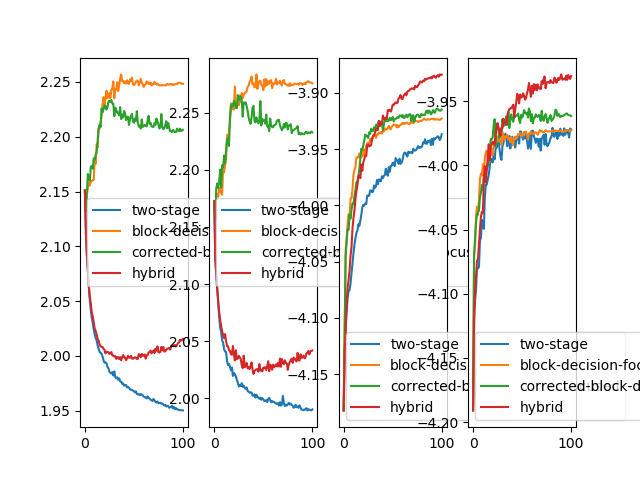 2.25
2.20
2.15
2.10
2.05
2.00
1.95
0
100
two-stage
block-decis
corrected-b
hybrid
2.25
2.20
2.15
2.10
2.05
2.00
0
100
two-stage
block-decis
corrected-b
hybrid
−3.90
−3.95
−4.00
−4.05
−4.10
−4.15
0
100
two-stage
block-decis
corrected-b
hybrid
−3.95
−4.00
−4.05
−4.10
−4.15
−4.20
0
100
two-stage
block-decision-foc
corrected-block-d
hybrid